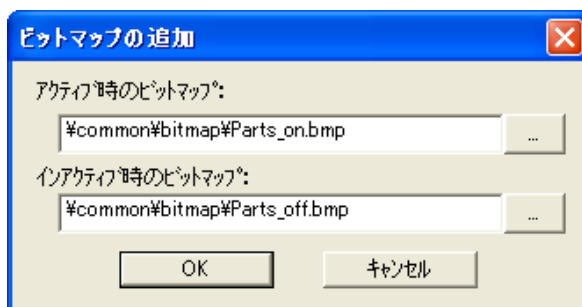 ビットマップの追加
ｱｸﾃｨﾌﾞ時のﾋﾞｯﾄﾏｯﾌﾟ:
¥common¥bitmap¥Parts_on.bmp
...
ｲﾝｱｸﾃｨﾌﾞ時のﾋﾞｯﾄﾏｯﾌﾟ:
¥common¥bitmap¥Parts_off.bmp
...
OK ｷｬﾝｾﾙ